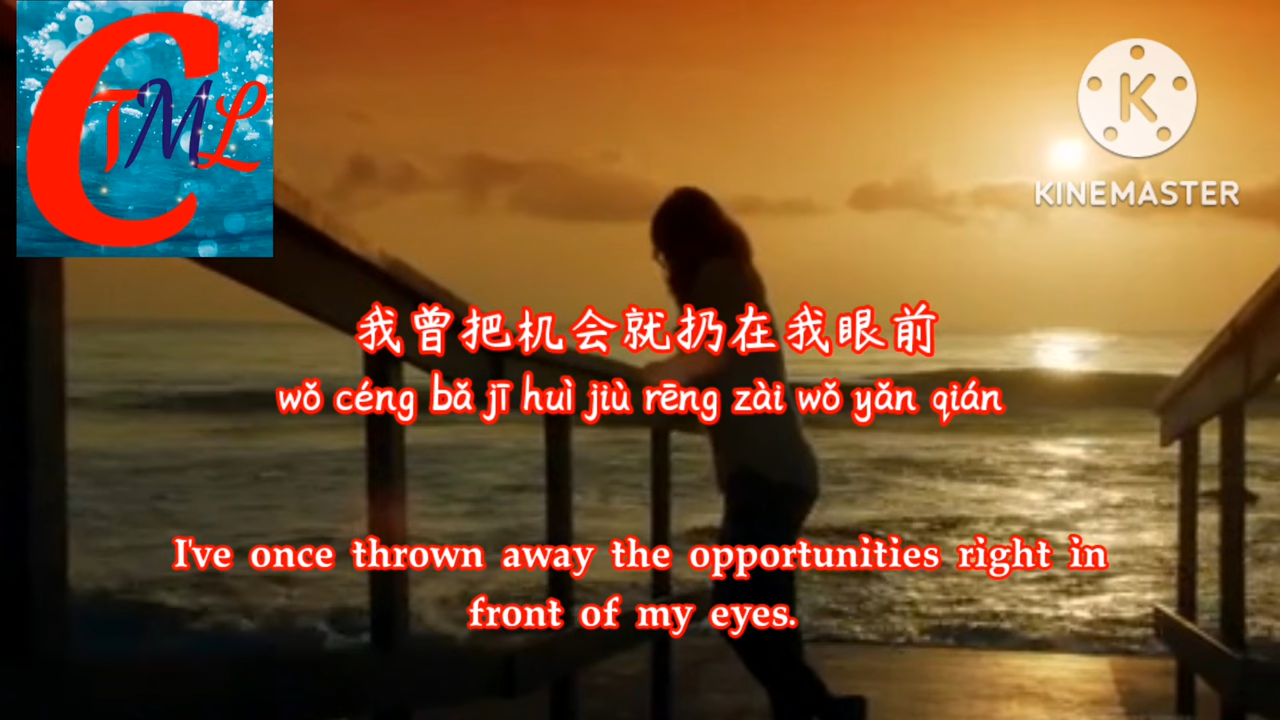 CTML
K
KINEMASTER
我曾把机会就扔在我眼前
wǒ céng bǎ jī huì jiù rēng zài wǒ yǎn qián
I've once thrown away the opportunities right in
front of my eyes.